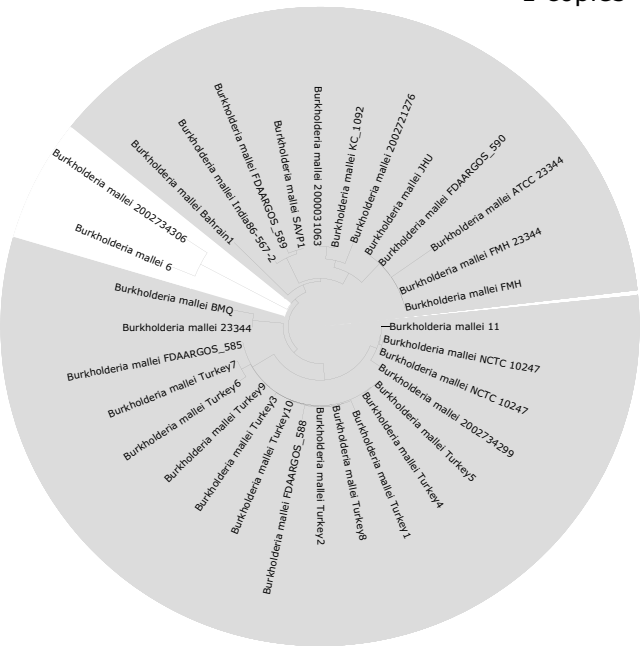 copies
Burkholderia mallei 2002734306
Burkholderia mallei 6
Burkholderia mallei Bahrain1
Burkholderia mallei India86-567-2
Burkholderia mallei FDAARGOS_589
Burkholderia mallei SAVP1
Burkholderia mallei 2000031063
Burkholderia mallei KC_1092
Burkholderia mallei 2002721276
Burkholderia mallei JHU
Burkholderia mallei FDAARGOS_590
Burkholderia mallei ATCC 23344
Burkholderia mallei FMH 23344
Burkholderia mallei FMH
Burkholderia mallei 11
Burkholderia mallei NCTC 10247
Burkholderia mallei NCTC 10247
Burkholderia mallei 2002734299
Burkholderia mallei Turkey5
Burkholderia mallei Turkey4
Burkholderia mallei Turkey1
Burkholderia mallei Turkey8
Burkholderia mallei Turkey2
Burkholderia mallei FDAARGOS_588
Burkholderia mallei Turkey10
Burkholderia mallei Turkey3
Burkholderia mallei Turkey9
Burkholderia mallei Turkey6
Burkholderia mallei Turkey7
Burkholderia mallei FDAARGOS_585
Burkholderia mallei 23344
Burkholderia mallei BMQ